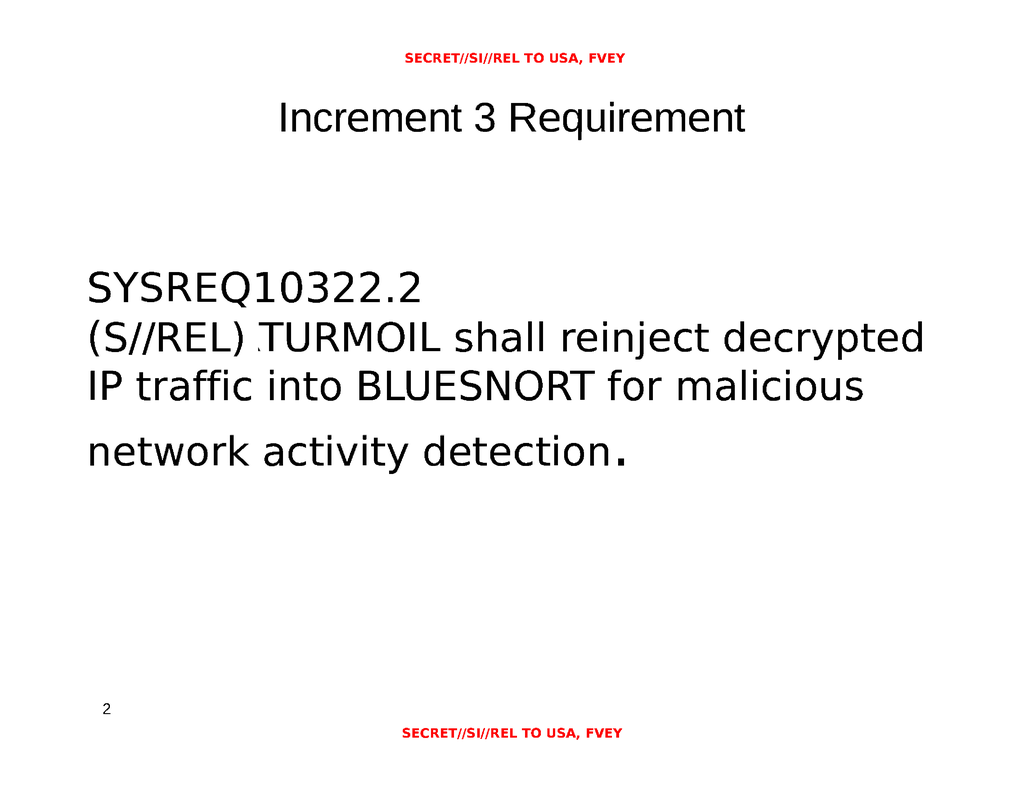 SECRET//SI//REL TO USA, FVEY
Increment 3 Requirement
SYSREQ10322.2
(S//REL) TURMOIL shall reinject decrypted
IP traffic into BLUESNORT for malicious
network activity detection.
2
SECRET//SI//REL TO USA, FVEY